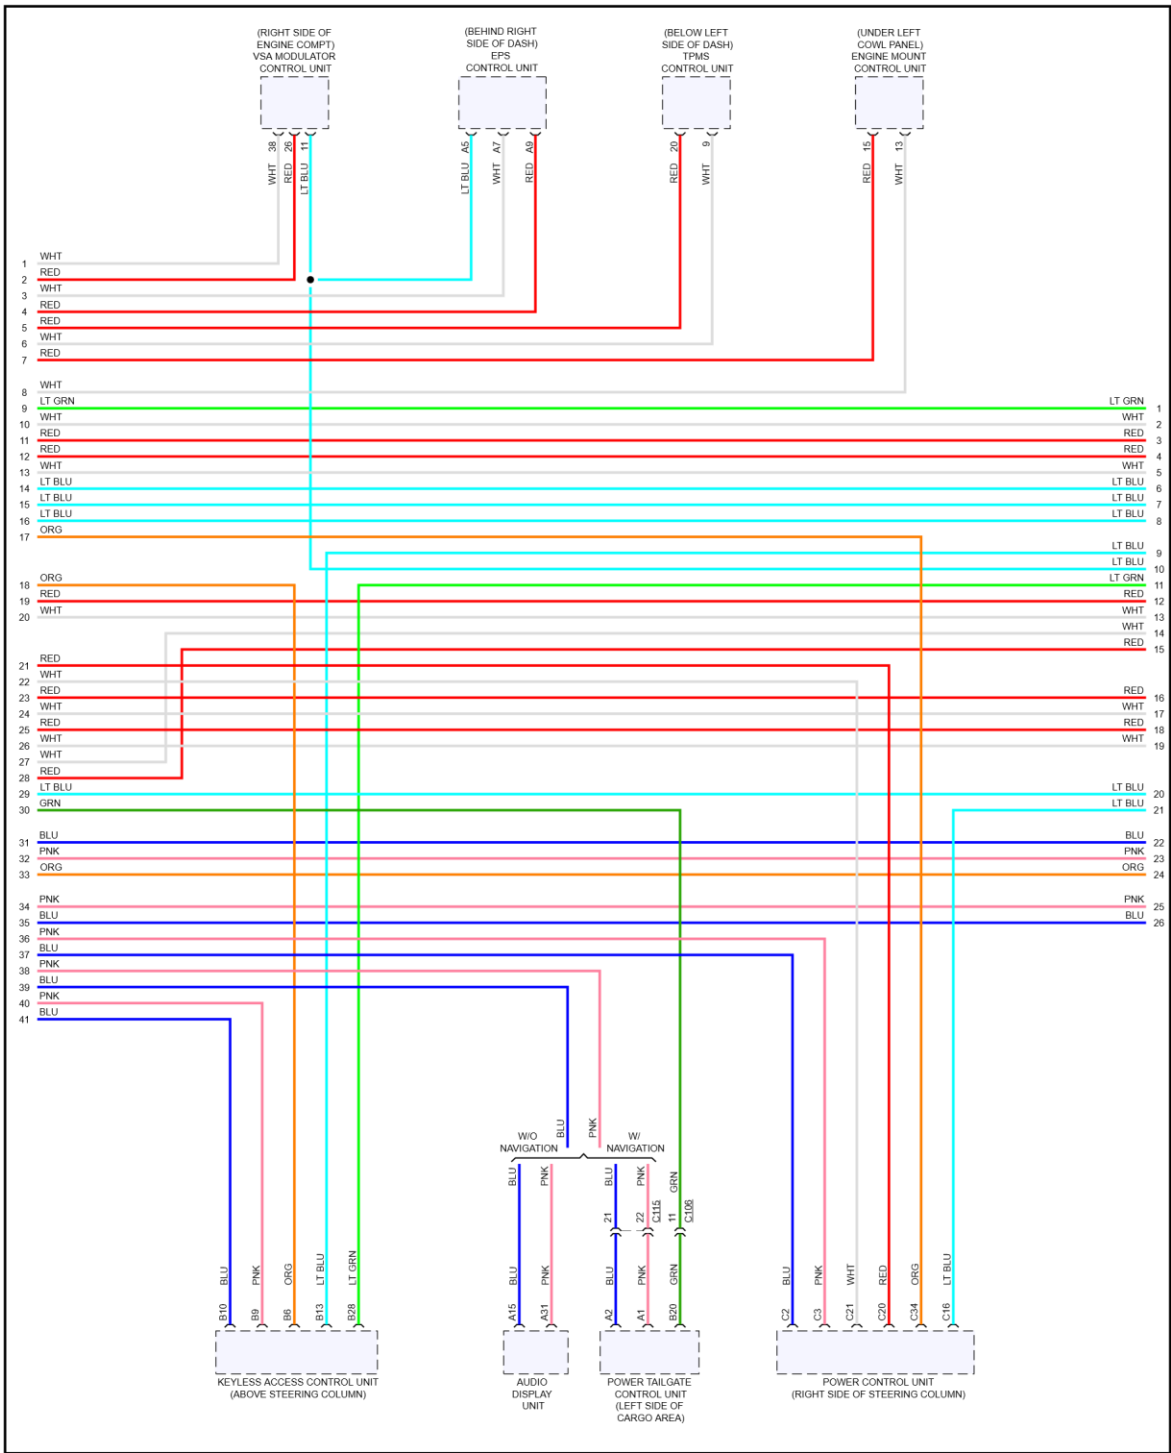 (RIGHT SIDE OF
ENGINE COMPT)
VSA MODULATOR
CONTROL UNIT
(BEHIND RIGHT
SIDE OF DASH)
EPS
CONTROL UNIT
(BELOW LEFT
SIDE OF DASH)
TPMS
CONTROL UNIT
(UNDER LEFT
COWL PANEL)
ENGINE MOUNT
CONTROL UNIT
38
26
11
A5
A7
A9
20
9
15
13
WHT
RED
LT BLU
LT BLU
WHT
RED
RED
WHT
RED
WHT
1 WHT
2 RED
3 WHT
4 RED
5 RED
6 WHT
7 RED
8 WHT
9 LT GRN LT GRN 1
10 WHT WHT 2
11 RED RED 3
12 RED RED 4
13 WHT WHT 5
14 LT BLU LT BLU 6
15 LT BLU LT BLU 7
16 LT BLU LT BLU 8
17 ORG
LT BLU 9
LT BLU 10
18 ORG LT GRN 11
19 RED RED 12
20 WHT WHT 13
WHT 14
RED 15
21 RED
22 WHT
23 RED RED 16
24 WHT WHT 17
25 RED RED 18
26 WHT WHT 19
27 WHT
28 RED
29 LT BLU LT BLU 20
30 GRN LT BLU 21
31 BLU BLU 22
32 PNK PNK 23
33 ORG ORG 24
34 PNK PNK 25
35 BLU BLU 26
36 PNK
37 BLU
38 PNK
39 BLU
40 PNK
41 BLU
BLU
PNK
W/O
NAVIGATION
W/
NAVIGATION
BLU
PNK
BLU
PNK
GRN
21
22
C115
11
C106
BLU
PNK
ORG
LT BLU
LT GRN
BLU
PNK
BLU
PNK
GRN
BLU
PNK
WHT
RED
ORG
LT BLU
B10
B9
B6
B13
B28
A15
A31
A2
A1
B20
C2
C3
C21
C20
C34
C16
KEYLESS ACCESS CONTROL UNIT
(ABOVE STEERING COLUMN)
AUDIO
DISPLAY
UNIT
POWER TAILGATE
CONTROL UNIT
(LEFT SIDE OF
CARGO AREA)
POWER CONTROL UNIT
(RIGHT SIDE OF STEERING COLUMN)